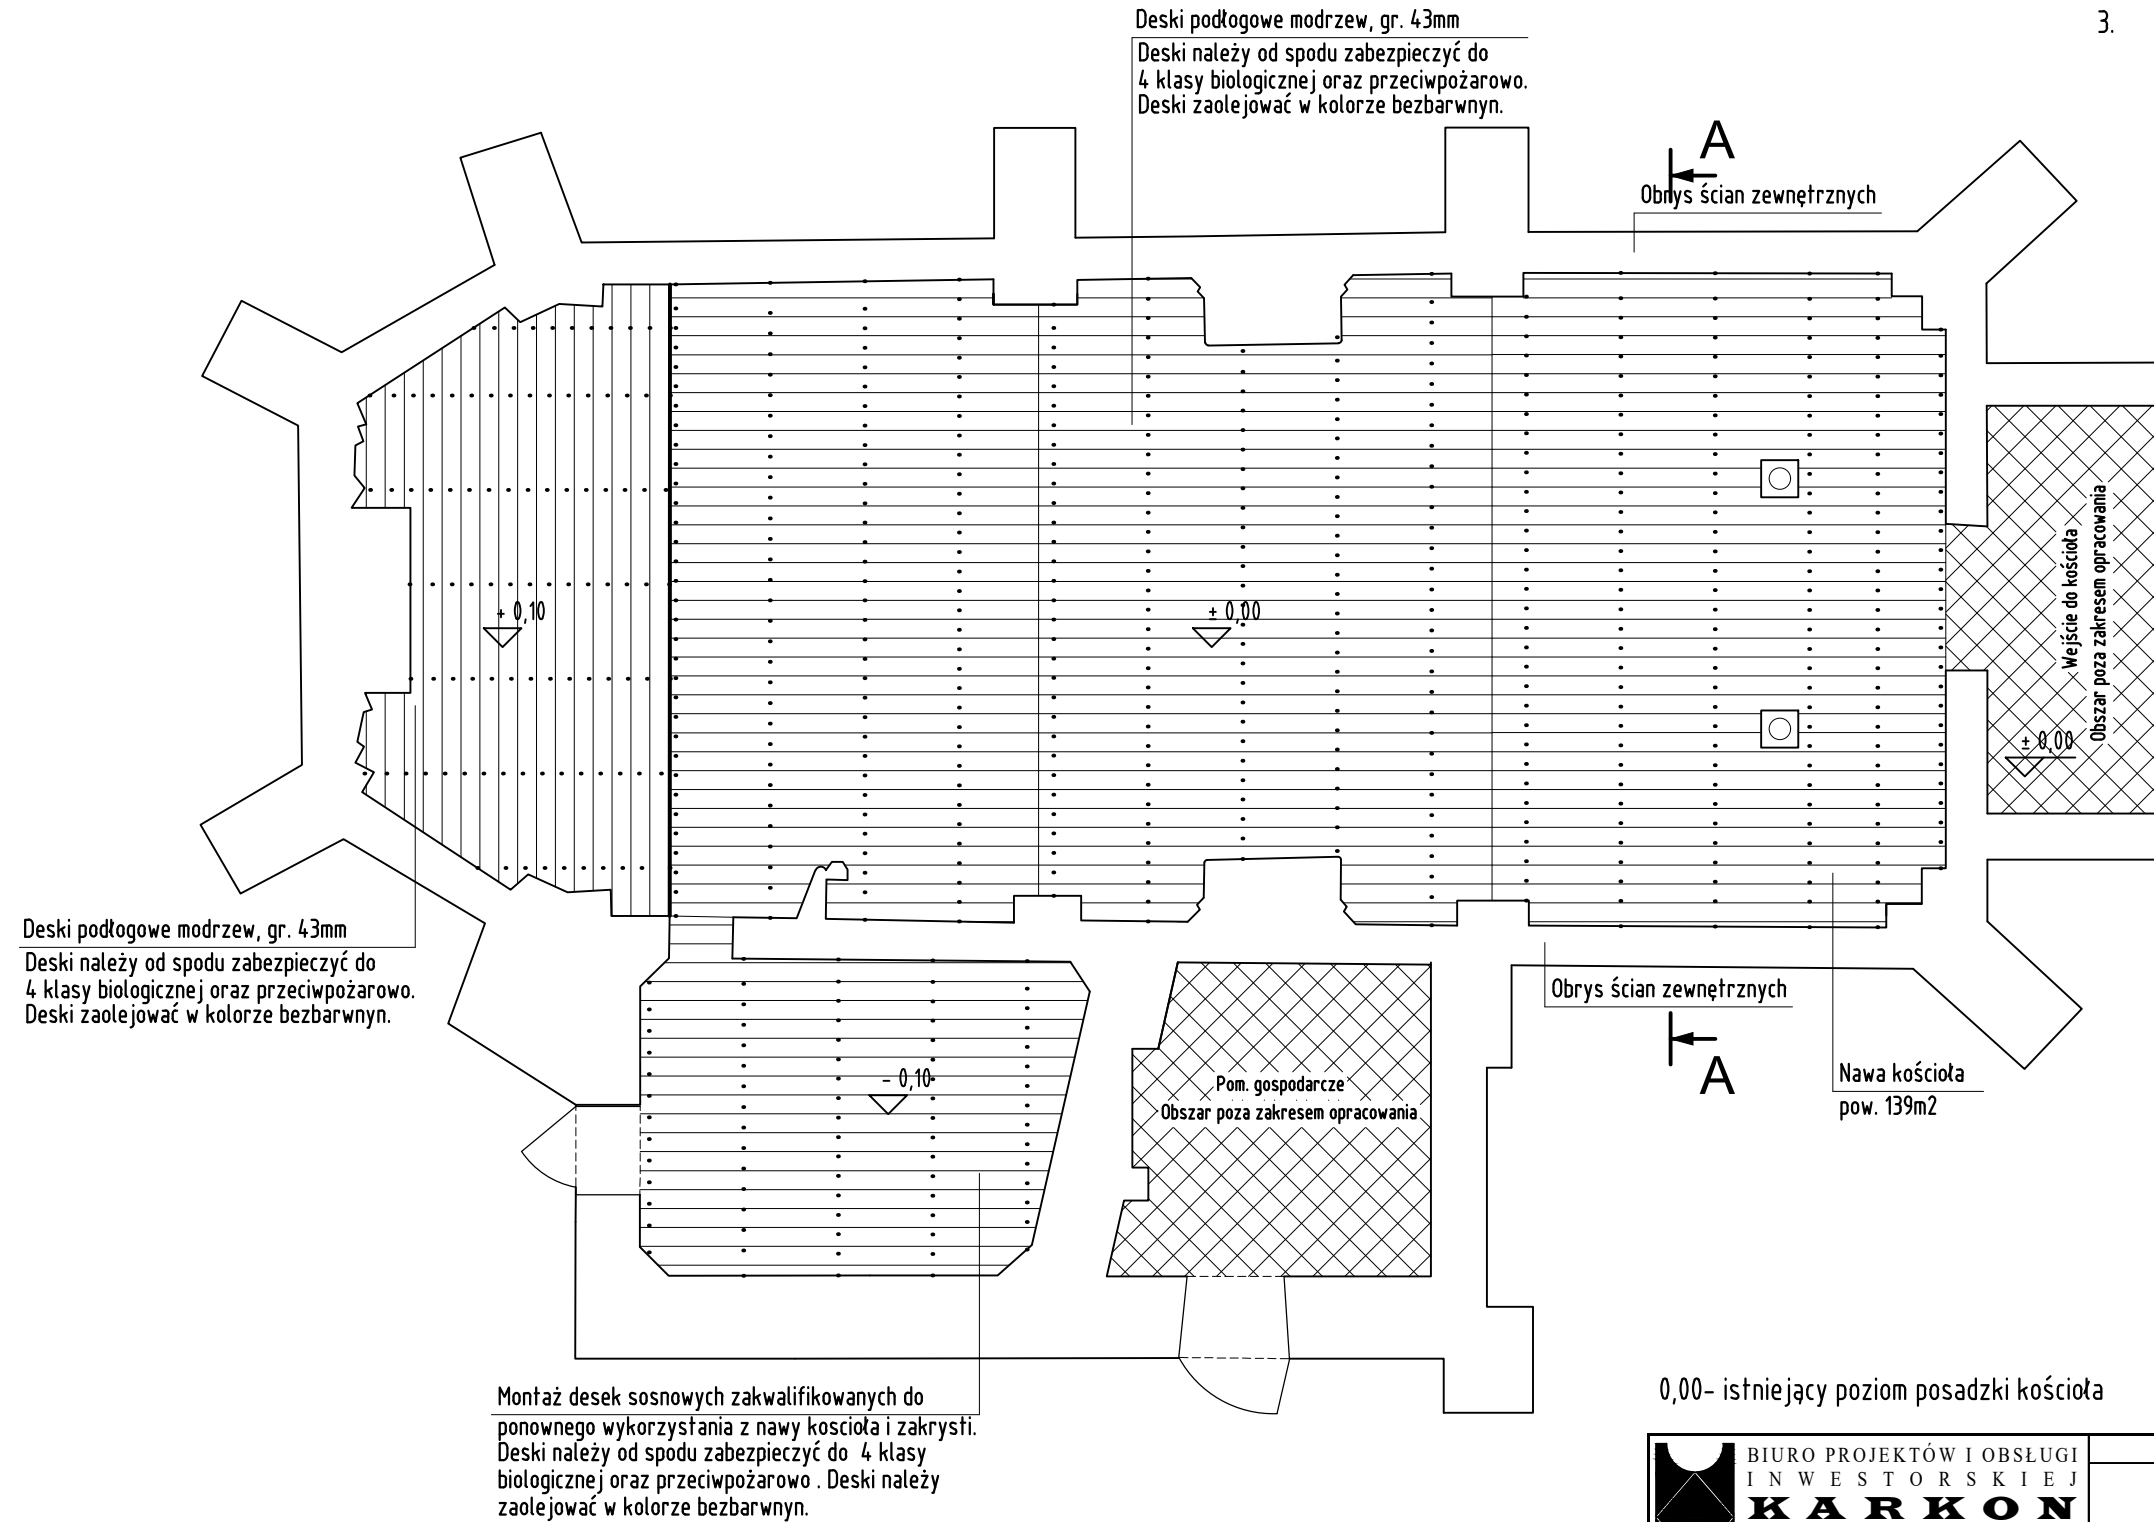 Deski podłogowe modrzew, gr. 43mm
Deski należy od spodu zabezpieczyć do
4 klasy biologicznej oraz przeciwpożarowo.
Deski zaolejować w kolorze bezbarwnyn.
3.
A
Obrys ścian zewnętrznych
+ 0,10
± 0,00
Wejście do kościoła
Obszar poza zakresem opracowania
± 0,00
Deski podłogowe modrzew, gr. 43mm
Deski należy od spodu zabezpieczyć do
4 klasy biologicznej oraz przeciwpożarowo.
Deski zaolejować w kolorze bezbarwnyn.
Obrys ścian zewnętrznych
A
Nawa kościoła
pow. 139m2
- 0,10
Pom. gospodarcze
Obszar poza zakresem opracowania
Montaż desek sosnowych zakwalifikowanych do
ponownego wykorzystania z nawy koscioła i zakrysti.
Deski należy od spodu zabezpieczyć do 4 klasy
biologicznej oraz przeciwpożarowo . Deski należy
zaolejować w kolorze bezbarwnyn.
0,00- istniejący poziom posadzki kościoła
BIURO PROJEKTÓW I OBSŁUGI
INWESTORSKIEJ
KARKON